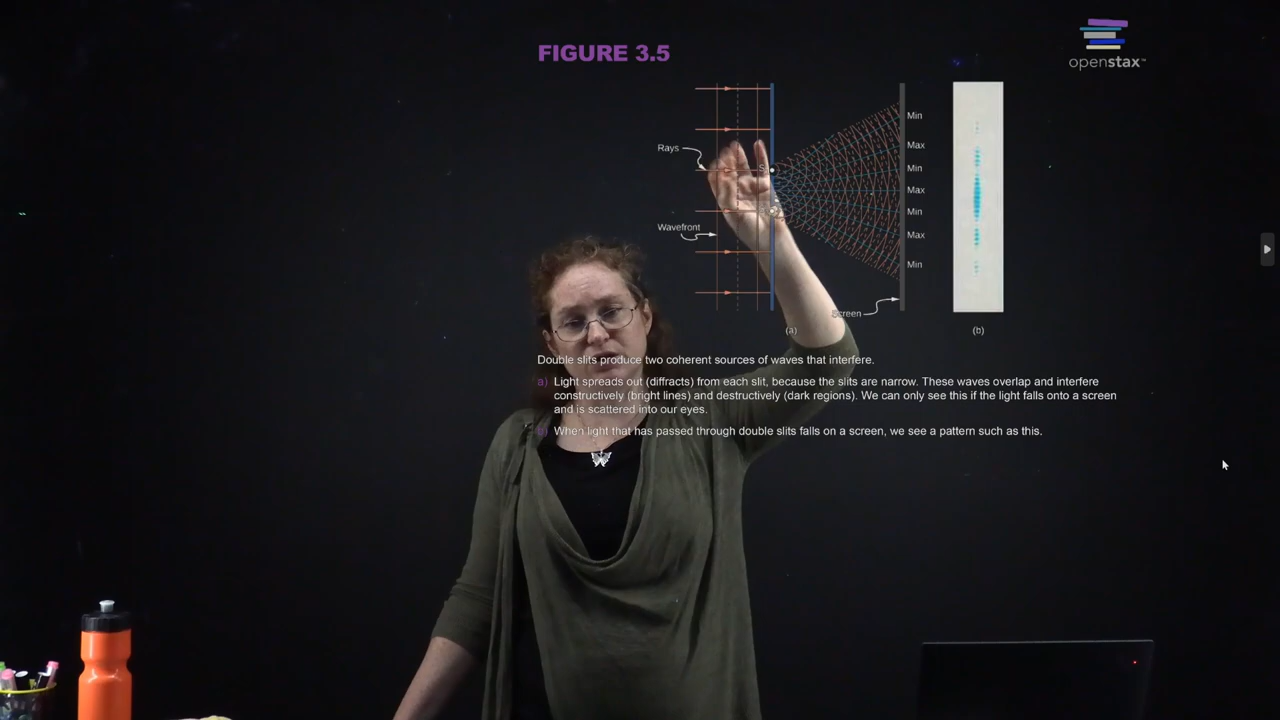 FIGURE 3.5
openstax™
Rays
Wavefront
S
Min
Max
Min
Max
Min
Max
Min
Screen
(a)
(b)
Double slits produce two coherent sources of waves that interfere.
a) Light spreads out (diffracts) from each slit, because the slits are narrow. These waves overlap and interfere
constructively (bright lines) and destructively (dark regions). We can only see this if the light falls onto a screen
and is scattered into our eyes.
b) When light that has passed through double slits falls on a screen, we see a pattern such as this.